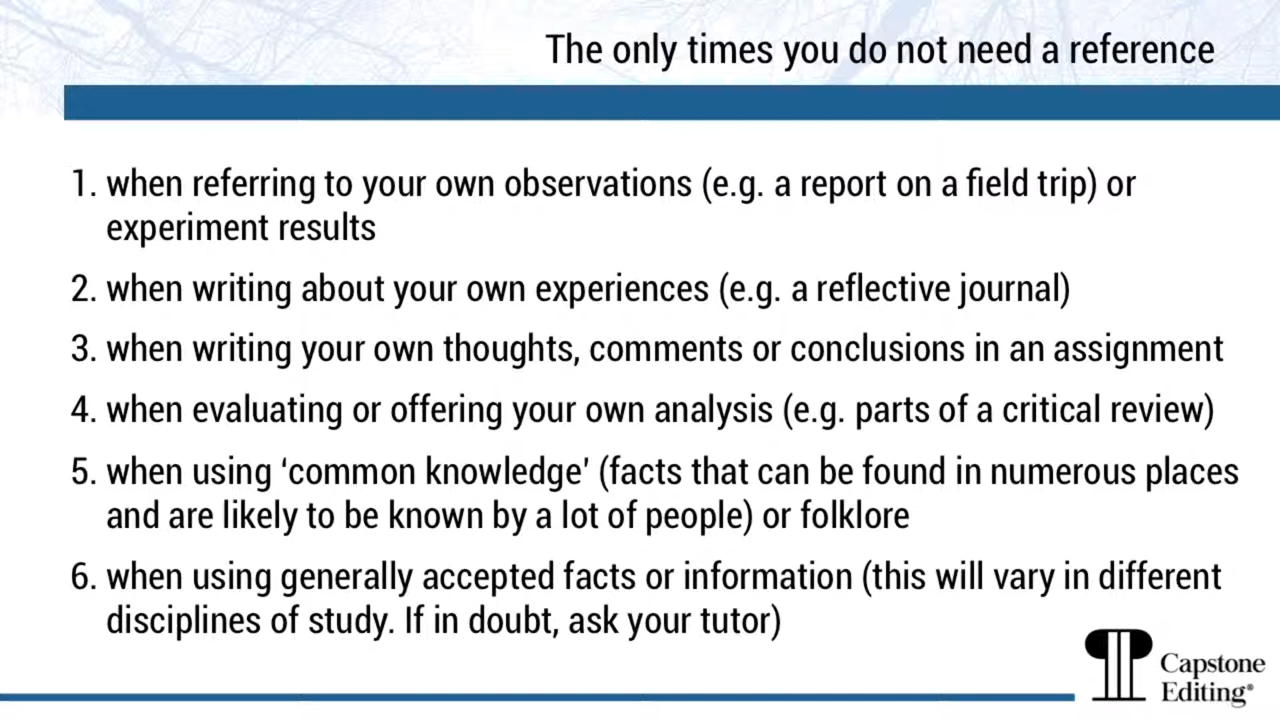 The only times you do not need a reference
1. when referring to your own observations (e.g. a report on a field trip) or
experiment results
2. when writing about your own experiences (e.g. a reflective journal)
3. when writing your own thoughts, comments or conclusions in an assignment
4. when evaluating or offering your own analysis (e.g. parts of a critical review)
5. when using ‘common knowledge’ (facts that can be found in numerous places
and are likely to be known by a lot of people) or folklore
6. when using generally accepted facts or information (this will vary in different
disciplines of study. If in doubt, ask your tutor)
Capstone
Editing®